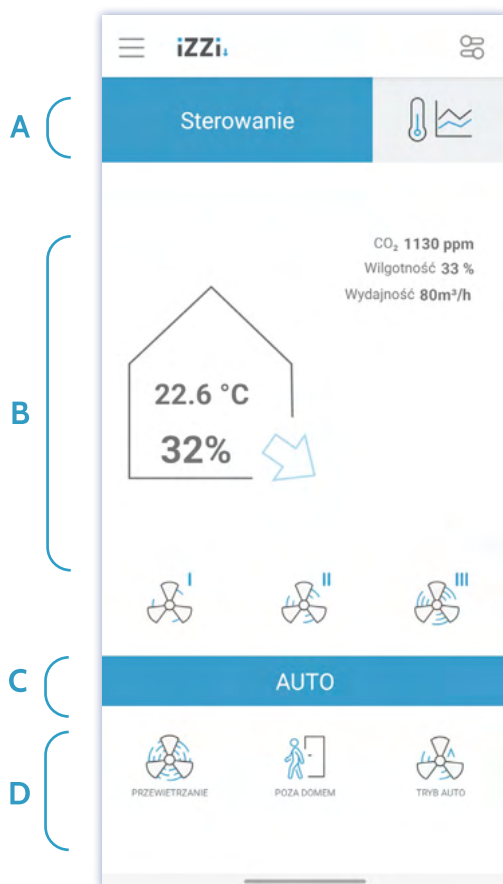 iZZi
A
Sterowanie
CO₂ 1130 ppm
Wilgotność 33 %
Wydajność 80m³/h
B
22.6 °C
32%
I
II
III
C
AUTO
D
PRZEWIETRZANIE
POZA DOMEM
TRYB AUTO